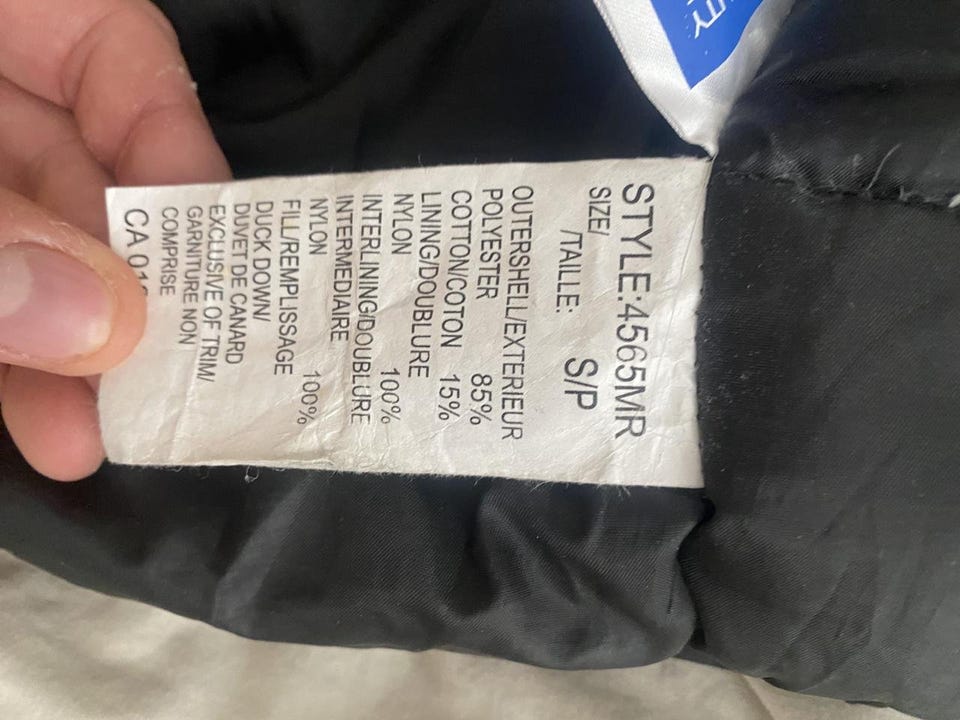 STYLE:4565MR
SIZE/
/TAILLE: S/P
OUTERSHELL/EXTERIEUR
POLYESTER 85%
COTTON/COTON 15%
LINING/DOUBLURE
NYLON 100%
INTERLINING/DOUBLURE
INTERMEDIAIRE
NYLON 100%
FILL/REMPLISSAGE
DUCK DOWN/
DUVET DE CANARD
EXCLUSIVE OF TRIM/
GARNITURE NON
COMPRISE
CA